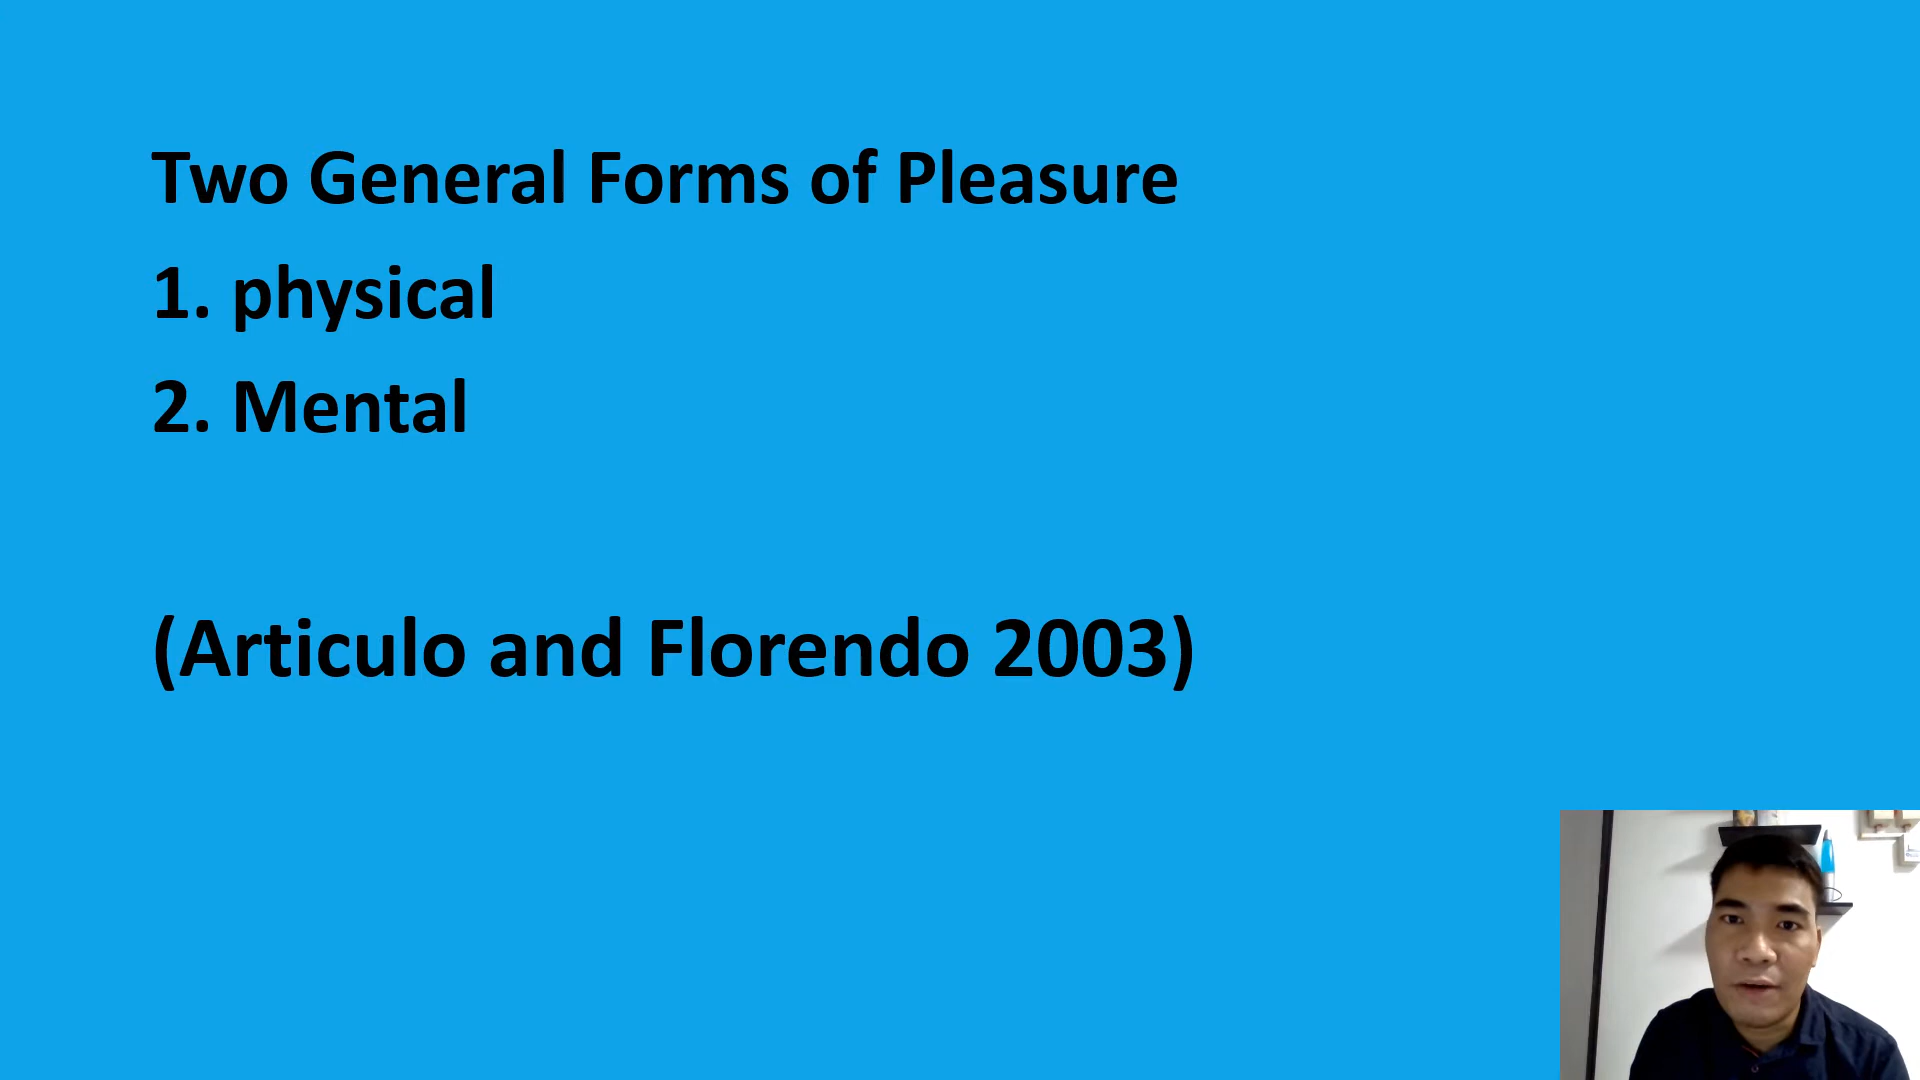 Two General Forms of Pleasure
1. physical
2. Mental
(Articulo and Florendo 2003)